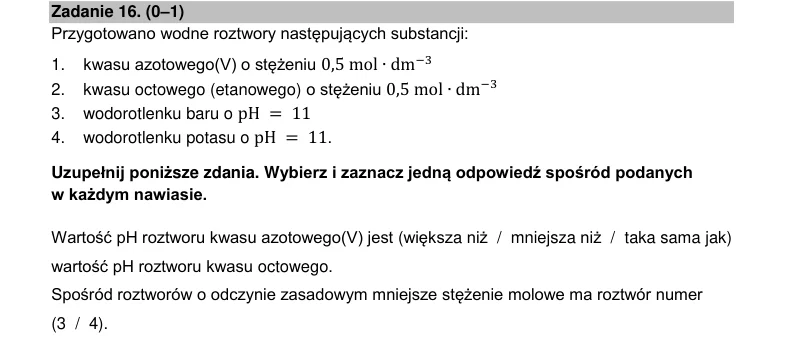 Zadanie 16. (0–1)
Przygotowano wodne roztwory następujących substancji:
1. kwasu azotowego(V) o stężeniu 0,5 mol · dm⁻³
2. kwasu octowego (etanowego) o stężeniu 0,5 mol · dm⁻³
3. wodorotlenku baru o pH = 11
4. wodorotlenku potasu o pH = 11.
Uzupełnij poniższe zdania. Wybierz i zaznacz jedną odpowiedź spośród podanych
w każdym nawiasie.
Wartość pH roztworu kwasu azotowego(V) jest (większa niż / mniejsza niż / taka sama jak)
wartość pH roztworu kwasu octowego.
Spośród roztworów o odczynie zasadowym mniejsze stężenie molowe ma roztwór numer
(3 / 4).